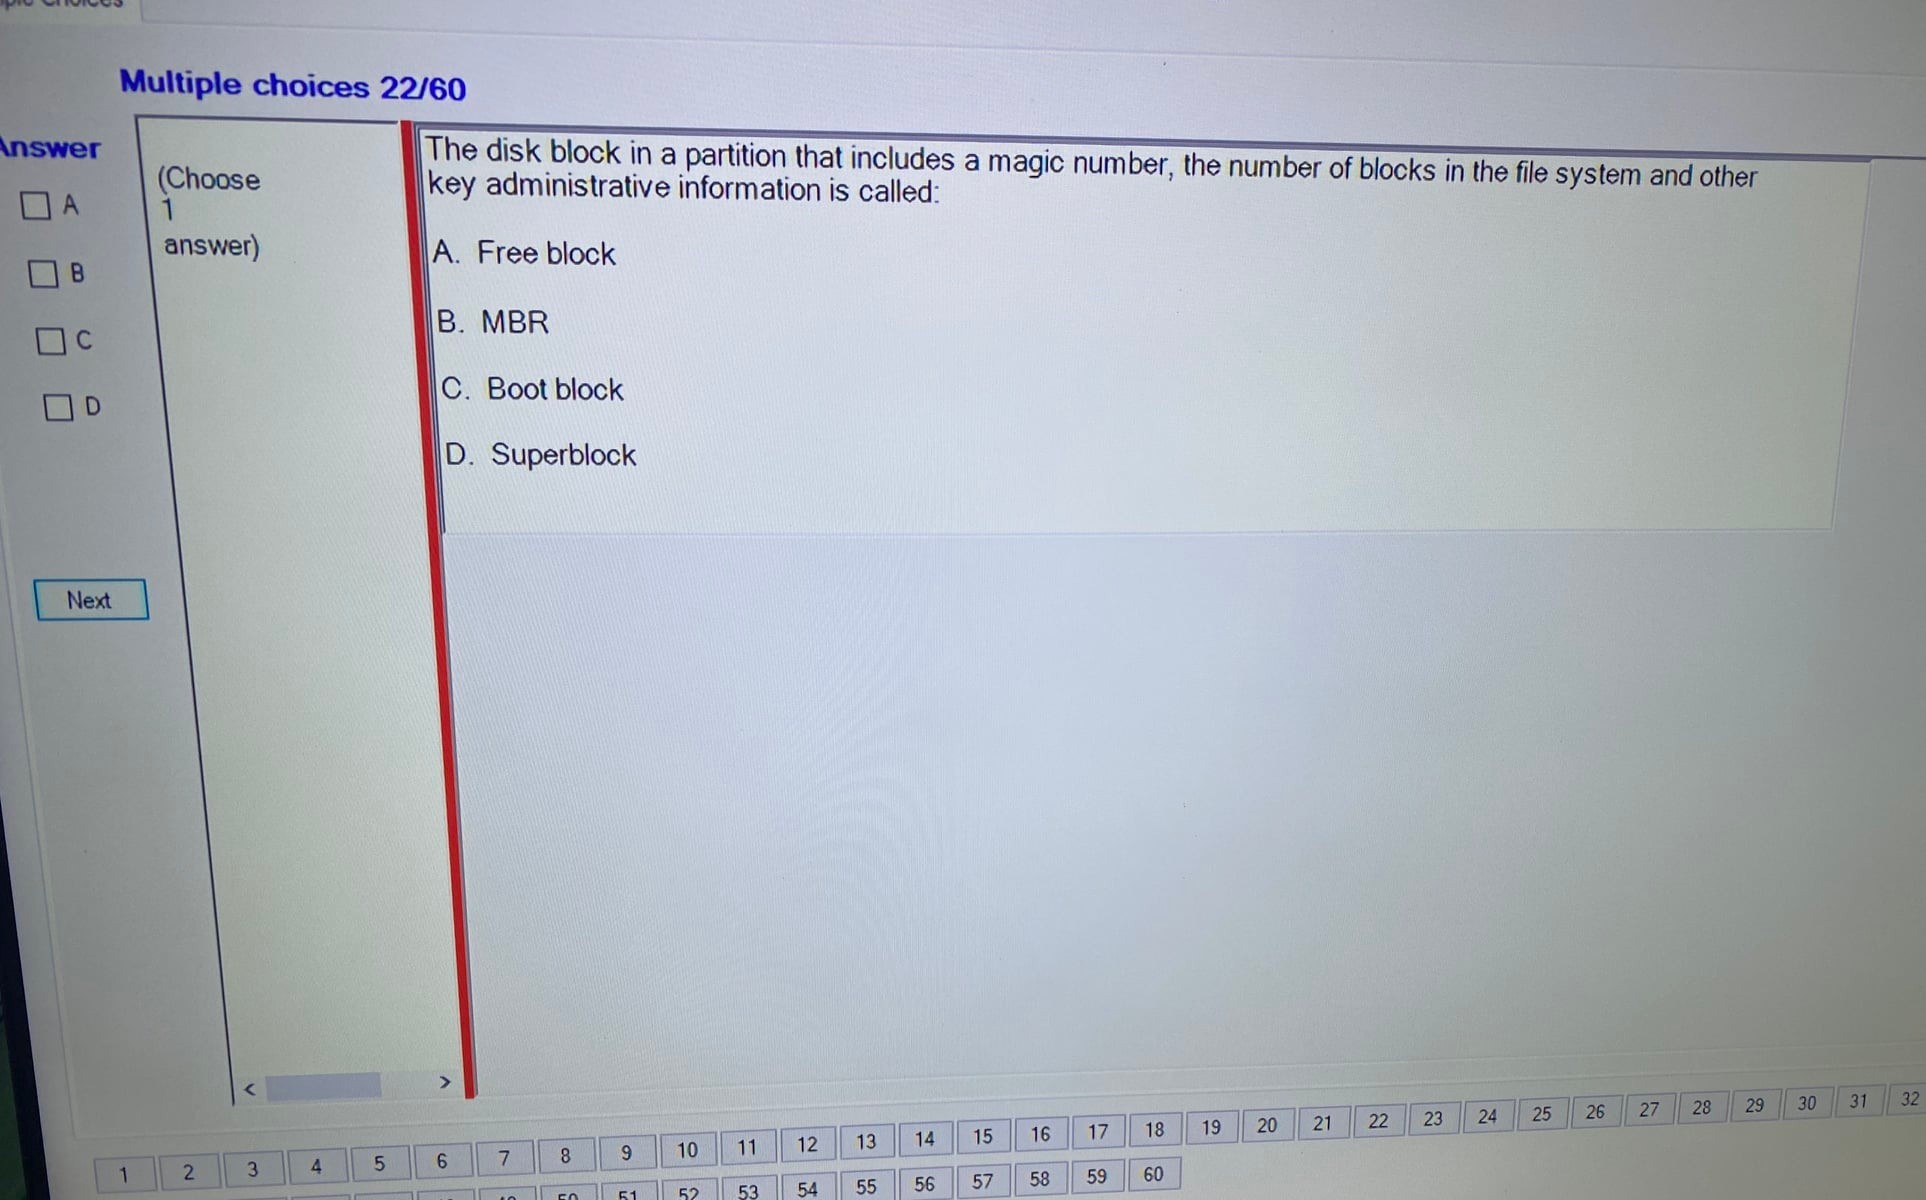 Multiple choices 22/60
Answer
A
B
C
D
Next
(Choose
1
answer)
The disk block in a partition that includes a magic number, the number of blocks in the file system and other
key administrative information is called:
A. Free block
B. MBR
C. Boot block
D. Superblock
< >
1 2 3 4 5 6 7 8 9 10 11 12 13 14 15 16 17 18 19 20 21 22 23 24 25 26 27 28 29 30 31 32
50 51 52 53 54 55 56 57 58 59 60